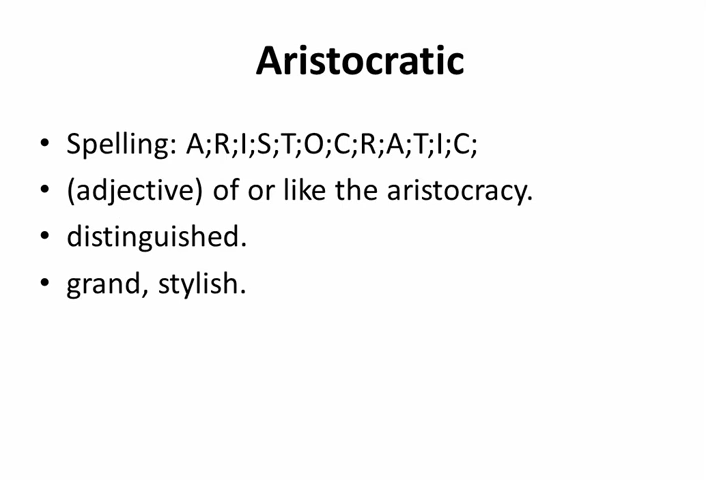 Aristocratic
• Spelling: A;R;I;S;T;O;C;R;A;T;I;C;
• (adjective) of or like the aristocracy.
• distinguished.
• grand, stylish.